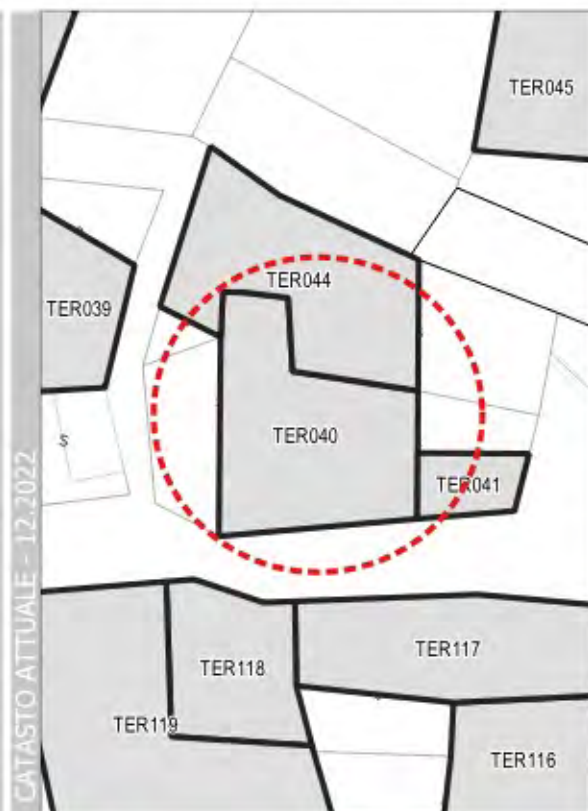 TER045
TER044
TER039
TER040
S
TER041
TER117
TER118
TER119
TER116
CATASTO ATTUALE - 12.2022